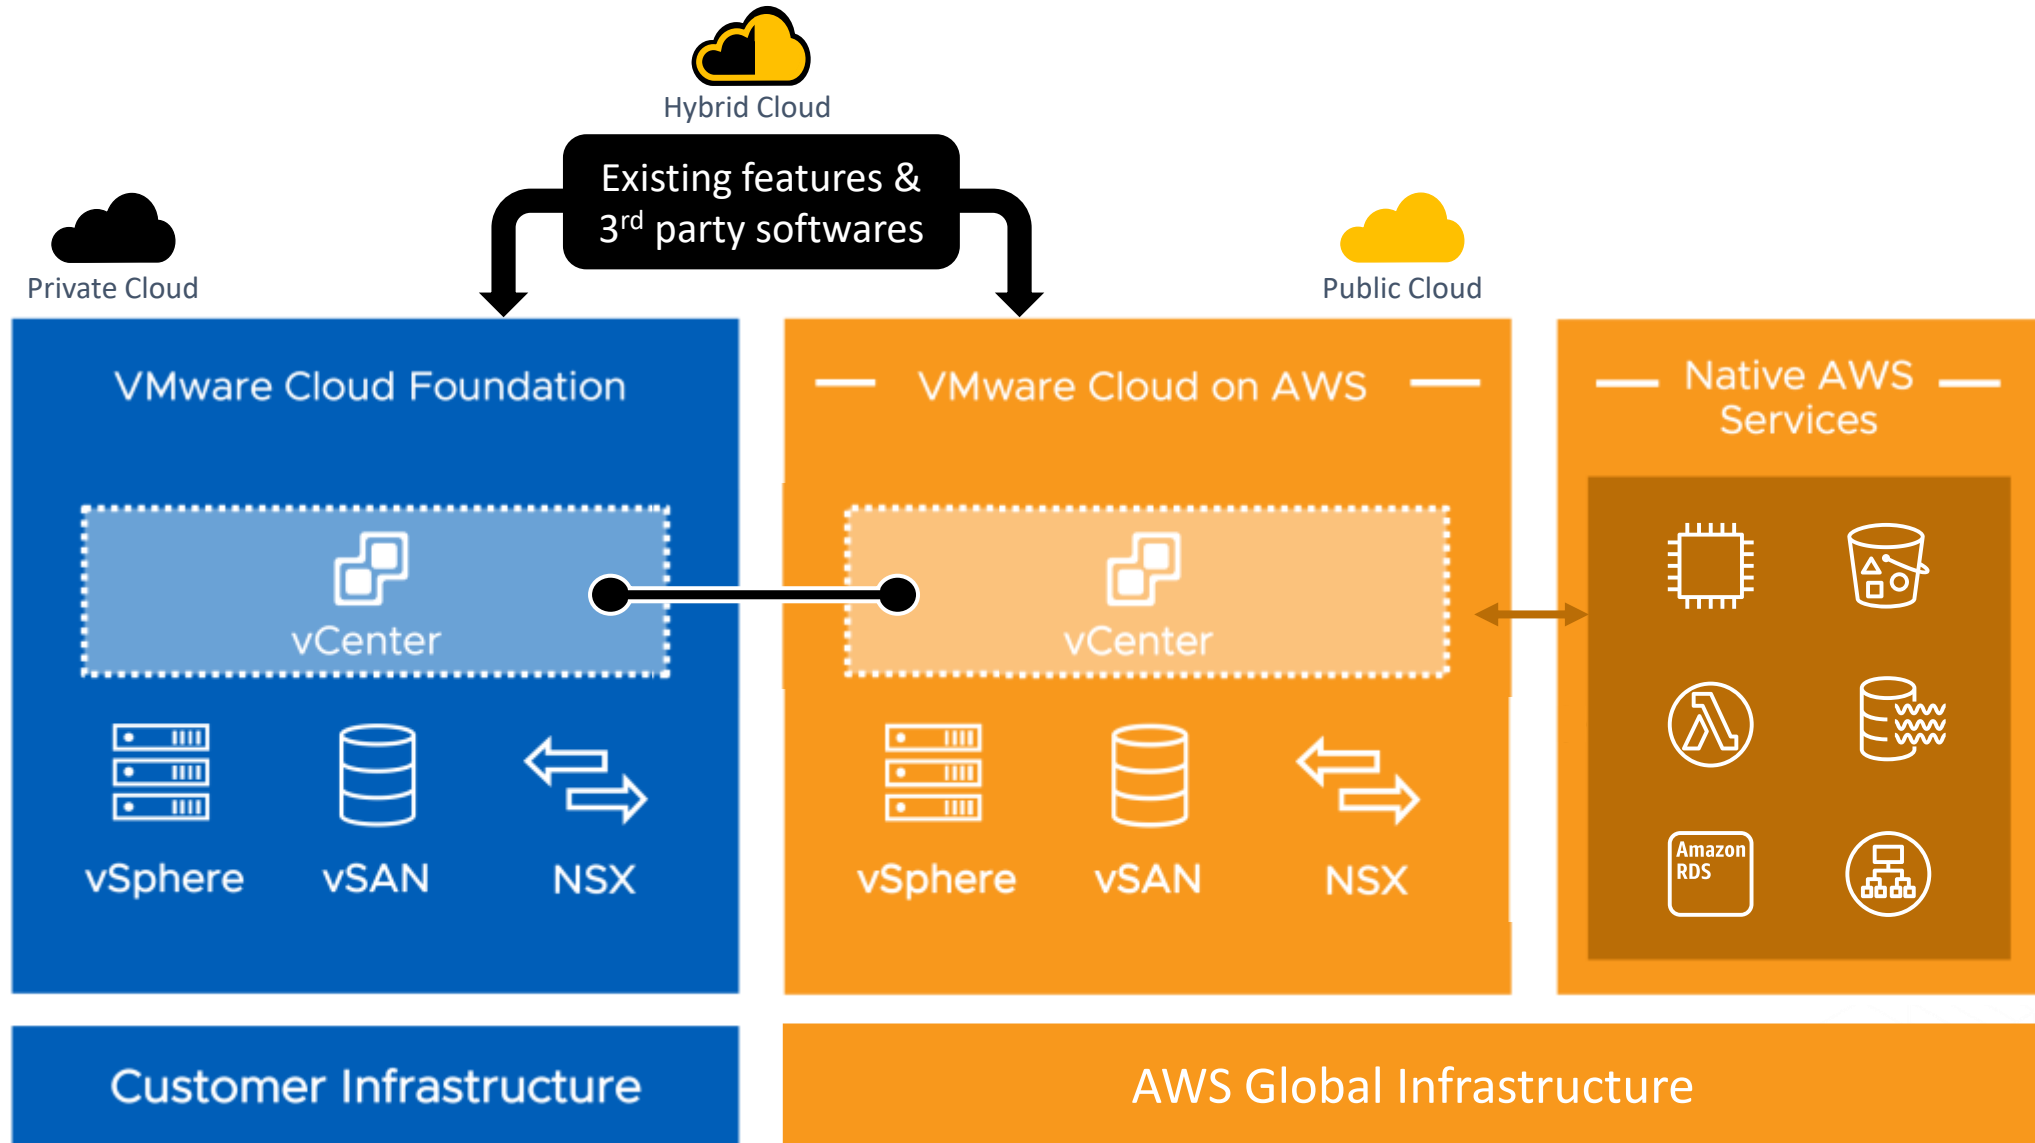 Hybrid Cloud
Existing features &
3rd party softwares
Private Cloud
Public Cloud
VMware Cloud Foundation
vCenter
vSphere
vSAN
NSX
VMware Cloud on AWS
vCenter
vSphere
vSAN
NSX
Native AWS
Services
Amazon
RDS
Customer Infrastructure
AWS Global Infrastructure